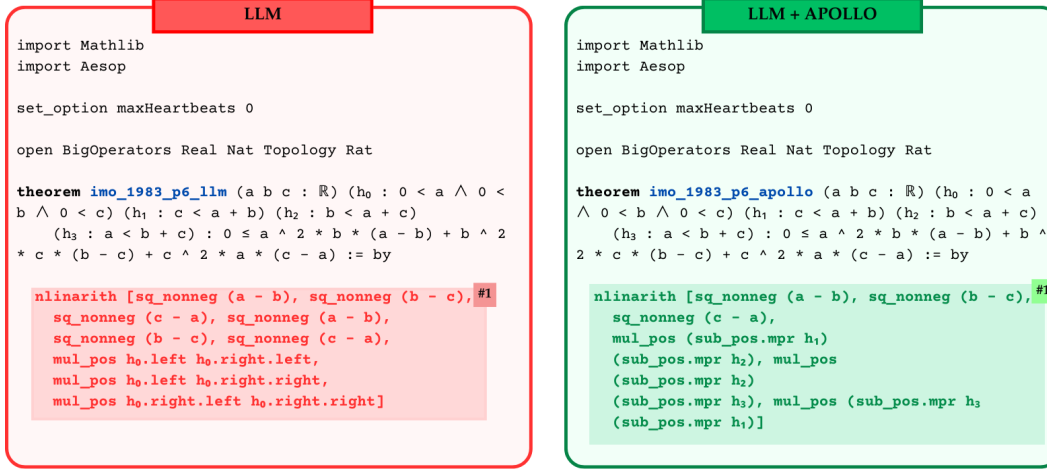 LLM
import Mathlib
import Aesop
set_option maxHeartbeats 0
open BigOperators Real Nat Topology Rat
theorem imo_1983_p6_llm (a b c : ℝ) (h₀ : 0 < a ∧ 0 <
b ∧ 0 < c) (h₁ : c < a + b) (h₂ : b < a + c)
(h₃ : a < b + c) : 0 ≤ a ^ 2 * b * (a - b) + b ^ 2
* c * (b - c) + c ^ 2 * a * (c - a) := by
nlinarith [sq_nonneg (a - b), sq_nonneg (b - c),
#1
sq_nonneg (c - a), sq_nonneg (a - b),
sq_nonneg (b - c), sq_nonneg (c - a),
mul_pos h₀.left h₀.right.left,
mul_pos h₀.left h₀.right.right,
mul_pos h₀.right.left h₀.right.right]
LLM + APOLLO
import Mathlib
import Aesop
set_option maxHeartbeats 0
open BigOperators Real Nat Topology Rat
theorem imo_1983_p6_apollo (a b c : ℝ) (h₀ : 0 < a
∧ 0 < b ∧ 0 < c) (h₁ : c < a + b) (h₂ : b < a + c)
(h₃ : a < b + c) : 0 ≤ a ^ 2 * b * (a - b) + b ^
2 * c * (b - c) + c ^ 2 * a * (c - a) := by
nlinarith [sq_nonneg (a - b), sq_nonneg (b - c),
#1
sq_nonneg (c - a),
mul_pos (sub_pos.mpr h₁)
(sub_pos.mpr h₂), mul_pos
(sub_pos.mpr h₂)
(sub_pos.mpr h₃), mul_pos (sub_pos.mpr h₃
(sub_pos.mpr h₁)]